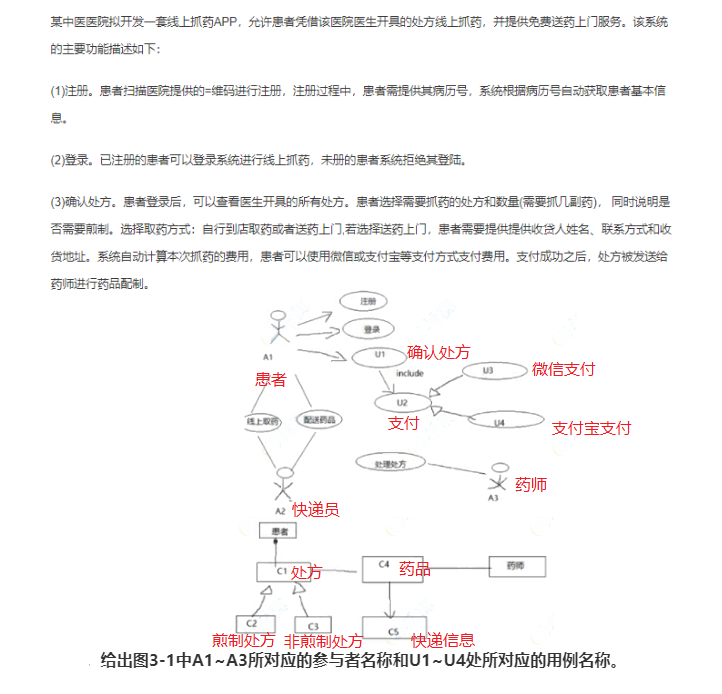 某中医医院拟开发一套线上抓药APP，允许患者凭借该医院医生开具的处方线上抓药，并提供免费送药上门服务。该系统
的主要功能描述如下：
(1)注册。患者扫描医院提供的=维码进行注册，注册过程中，患者需提供其病历号，系统根据病历号自动获取患者基本信
息。
(2)登录。已注册的患者可以登录系统进行线上抓药，未册的患者系统拒绝其登陆。
(3)确认处方。患者登录后，可以查看医生开具的所有处方。患者选择需要抓药的处方和数量(需要抓几副药)， 同时说明是
否需要煎制。选择取药方式：自行到店取药或者送药上门,若选择送药上门，患者需要提供提供收贷人姓名、联系方式和收
货地址。系统自动计算本次抓药的费用，患者可以使用微信或支付宝等支付方式支付费用。支付成功之后，处方被发送给
药师进行药品配制。
注册
登录
A1
U1
确认处方
include
U3
微信支付
患者
U2
支付
U4
支付宝支付
线上取药
配送药品
处理处方
药师
A3
A2
快递员
患者
C1
处方
C4
药品
药师
C2
C3
C5
快递信息
煎制处方
非煎制处方
给出图3-1中A1~A3所对应的参与者名称和U1~U4处所对应的用例名称。